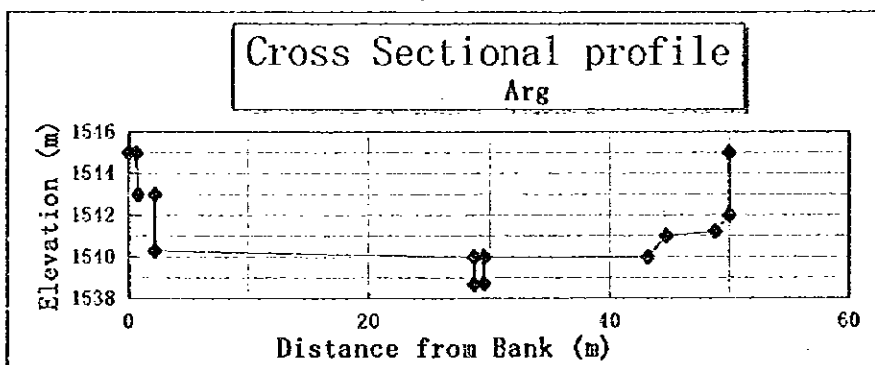 Cross Sectional profile
Arg
Elevation (m)
1516
1514
1512
1510
1538
0
20
40
60
Distance from Bank (m)